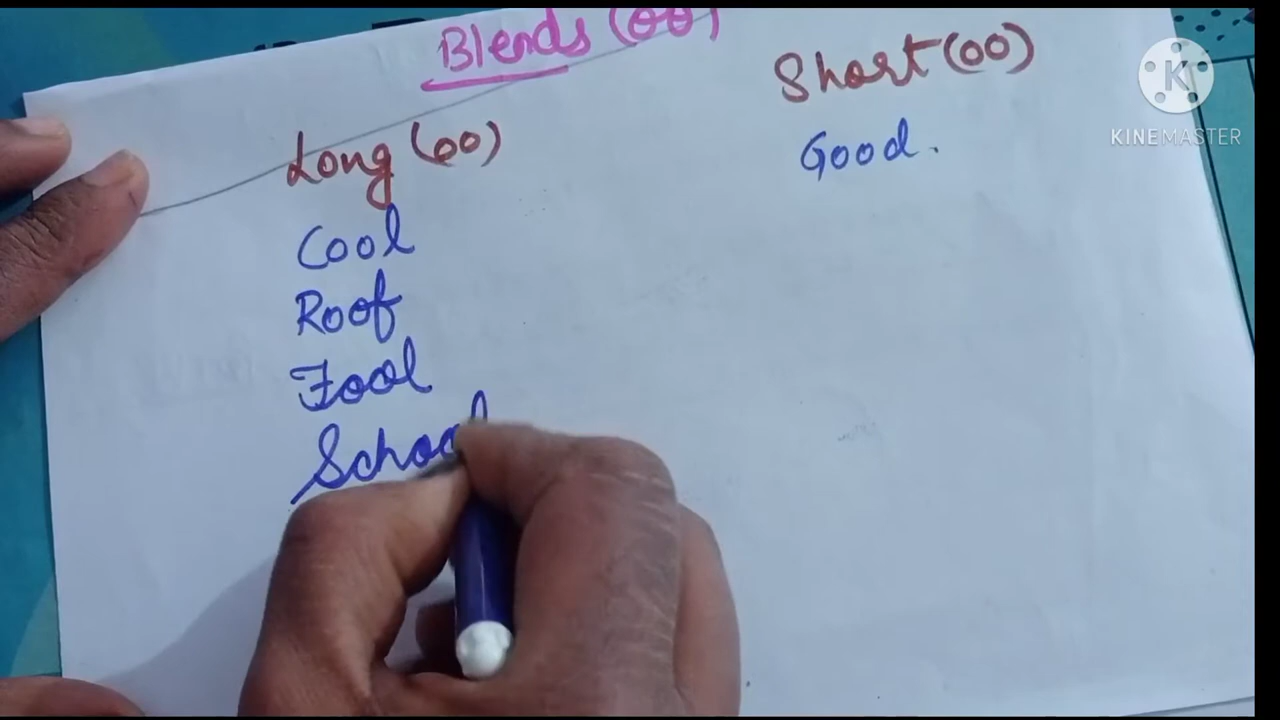 Blends (oo)
Short (oo)
Long (oo)
Good.
Cool
Roof
Fool
School
K
KINEMASTER